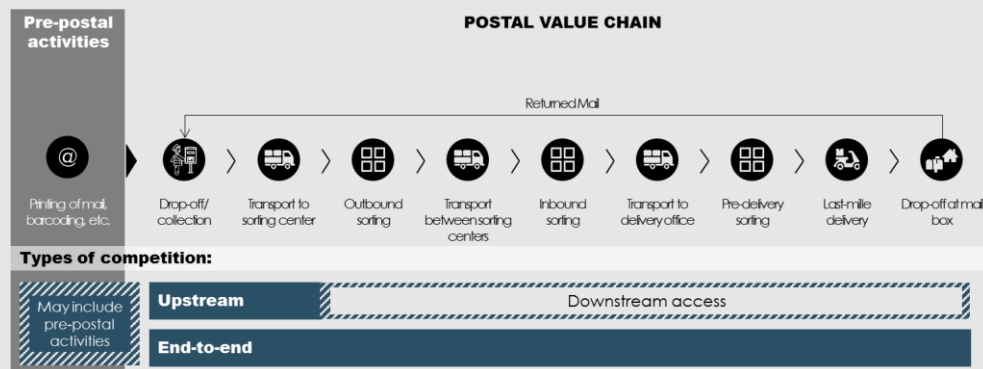 Pre-postal
activities
POSTAL VALUE CHAIN
Returned Mail
@
Printing of mail,
barcoding, etc.
Drop-off/
collection
Transport to
sorting center
Outbound
sorting
Transport
between sorting
centers
Inbound
sorting
Transport to
delivery office
Pre-delivery
sorting
Last-mile
delivery
Drop-off at mail
box
Types of competition:
May include
pre-postal
activities
Upstream
Downstream access
End-to-end